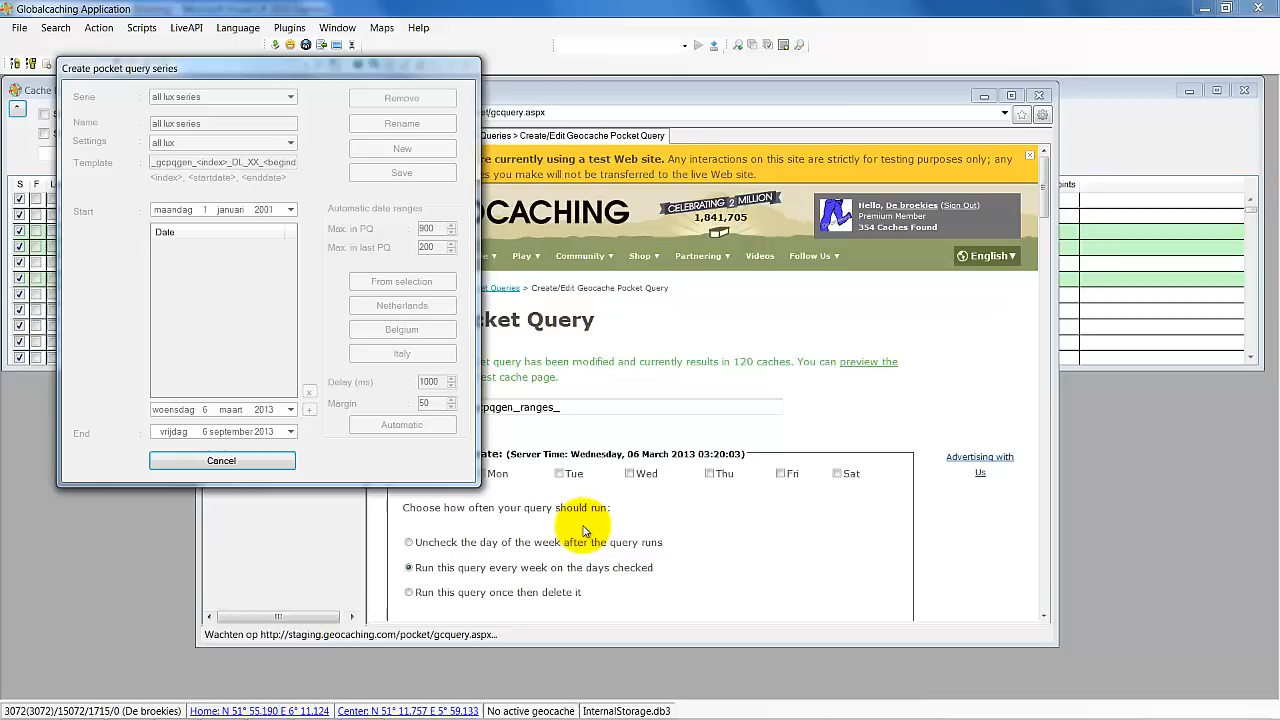 Globalcaching Application
File Search Action Scripts LiveAPI Language Plugins Window Maps Help
Create pocket query series
Cache
Serie : all lux series
Remove
Name : all lux series
Rename
Settings : all lux
New
Template : _gcpqgen_<index>_DL_XX_<begind
Save
<index>, <startdate>, <enddate>
Start : maandag 1 januari 2001
Automatic date ranges
Date
Max. in PQ : 900
Max. in last PQ : 200
From selection
Netherlands
Belgium
Italy
Delay (ms) : 1000
x
Margin : 50
woensdag 6 maart 2013
+
Automatic
End : vrijdag 6 september 2013
Cancel
S F
et/gcquery.aspx
Queries > Create/Edit Geocache Pocket Query
re currently using a test Web site. Any interactions on this site are strictly for testing purposes only; any
es you make will not be transferred to the live Web site.
OCACHING
CELEBRATING 2 MILLION
1,841,705
Hello, De broekies (Sign Out)
Premium Member
354 Caches Found
Play Community Shop Partnering Videos Follow Us English
Queries > Create/Edit Geocache Pocket Query
cket Query
et query has been modified and currently results in 120 caches. You can preview the
est cache page.
cpqgen_ranges_
ate: (Server Time: Wednesday, 06 March 2013 03:20:03)
Mon Tue Wed Thu Fri Sat
Advertising with
Us
Choose how often your query should run:
Uncheck the day of the week after the query runs
Run this query every week on the days checked
Run this query once then delete it
Wachten op http://staging.geocaching.com/pocket/gcquery.aspx...
oints
3072(3072)/15072/1715/0 (De broekies) Home: N 51° 55.190 E 6° 11.124 Center: N 51° 11.757 E 5° 59.133 No active geocache InternalStorage.db3